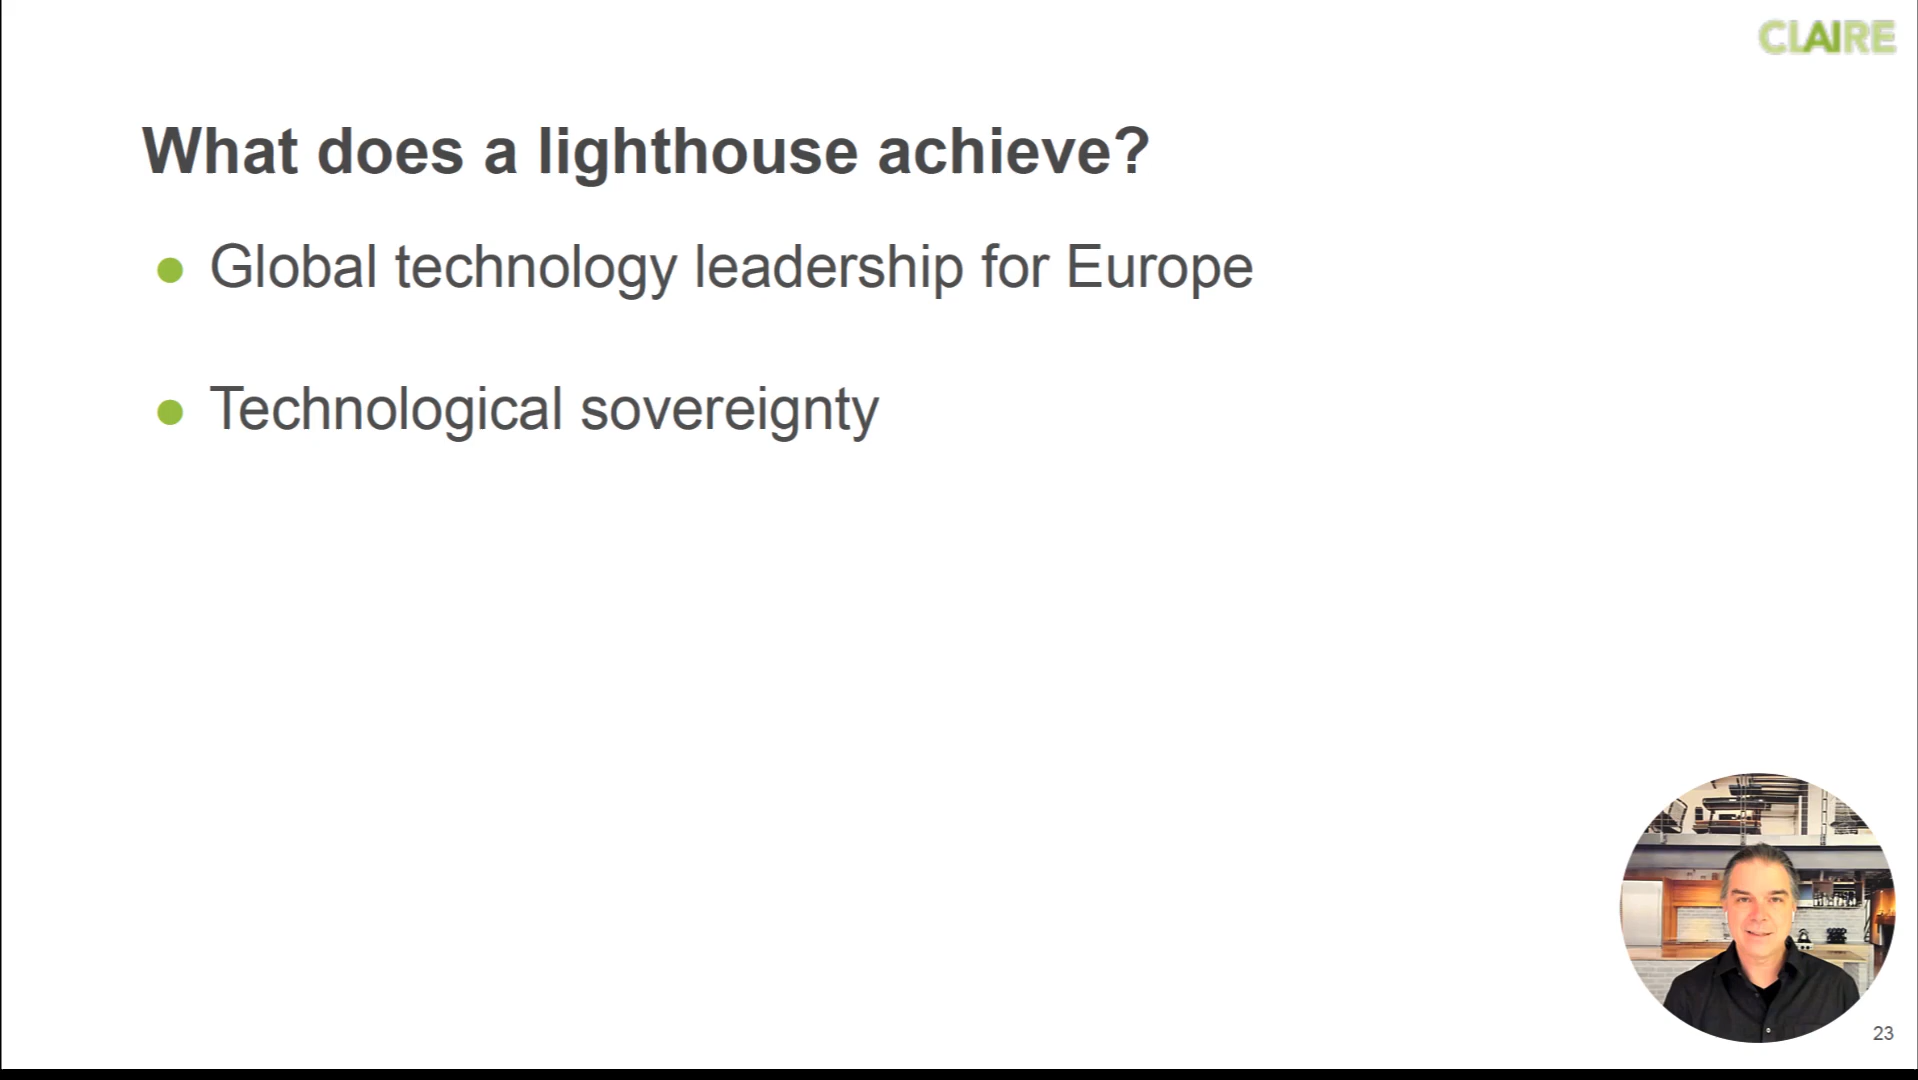 CLAIRE
What does a lighthouse achieve?
● Global technology leadership for Europe
● Technological sovereignty
23